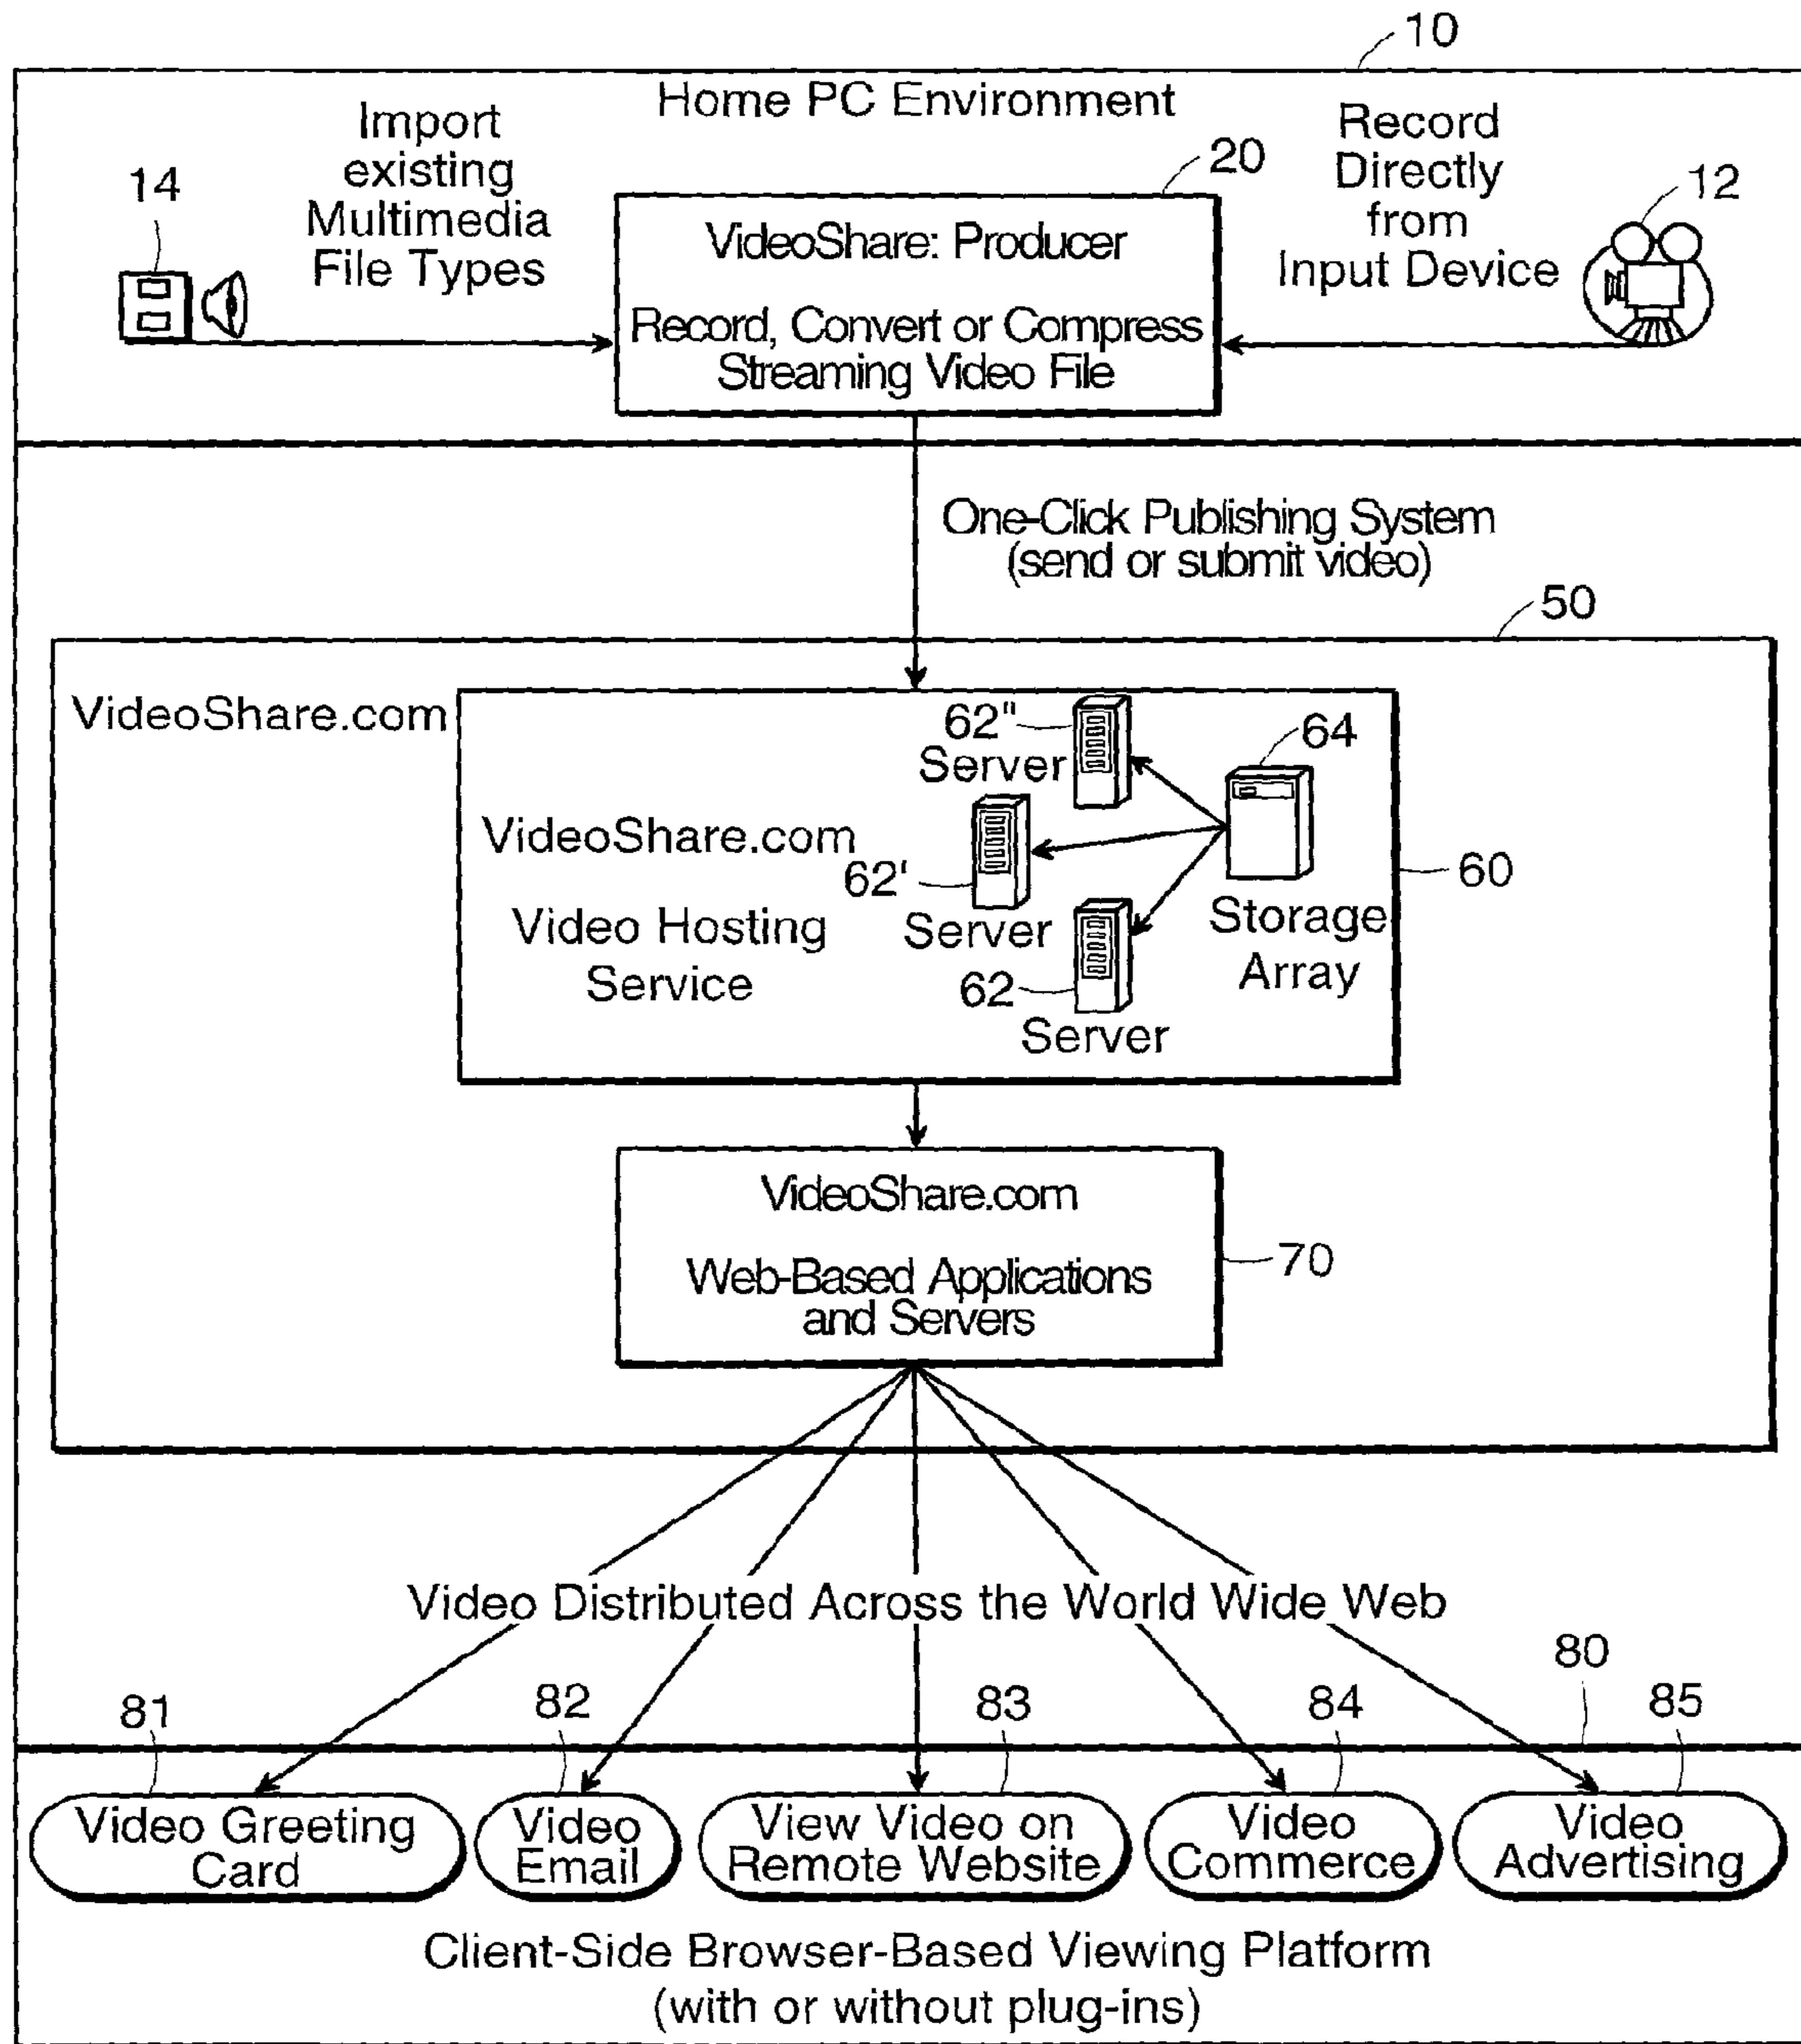 10
Home PC Environment
Import
existing
Multimedia
File Types
14
20
VideoShare: Producer
Record, Convert or Compress
Streaming Video File
Record
Directly
from
Input Device
12
One-Click Publishing System
(send or submit video)
50
VideoShare.com
VideoShare.com
Video Hosting
Service
62"
Server
62'
Server
62
Server
64
Storage
Array
60
VideoShare.com
Web-Based Applications
and Servers
70
Video Distributed Across the World Wide Web
80
81
82
83
84
85
Video Greeting
Card
Video
Email
View Video on
Remote Website
Video
Commerce
Video
Advertising
Client-Side Browser-Based Viewing Platform
(with or without plug-ins)